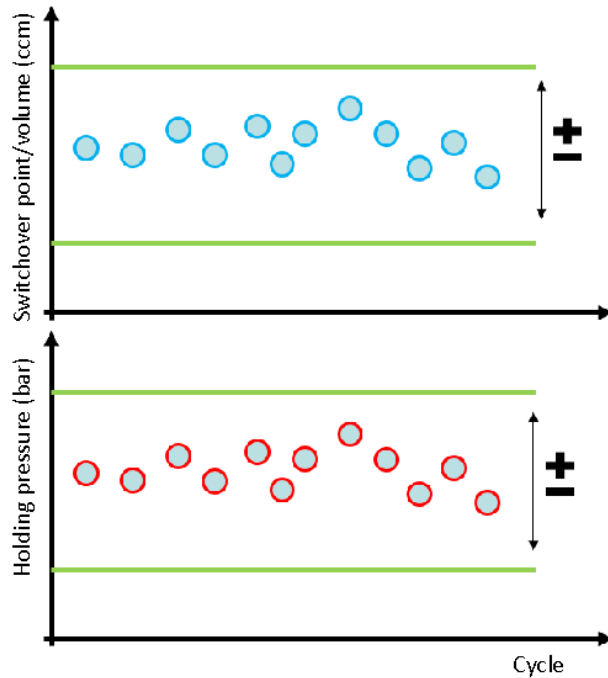 Switchover point/volume (ccm)
±
Holding pressure (bar)
±
Cycle